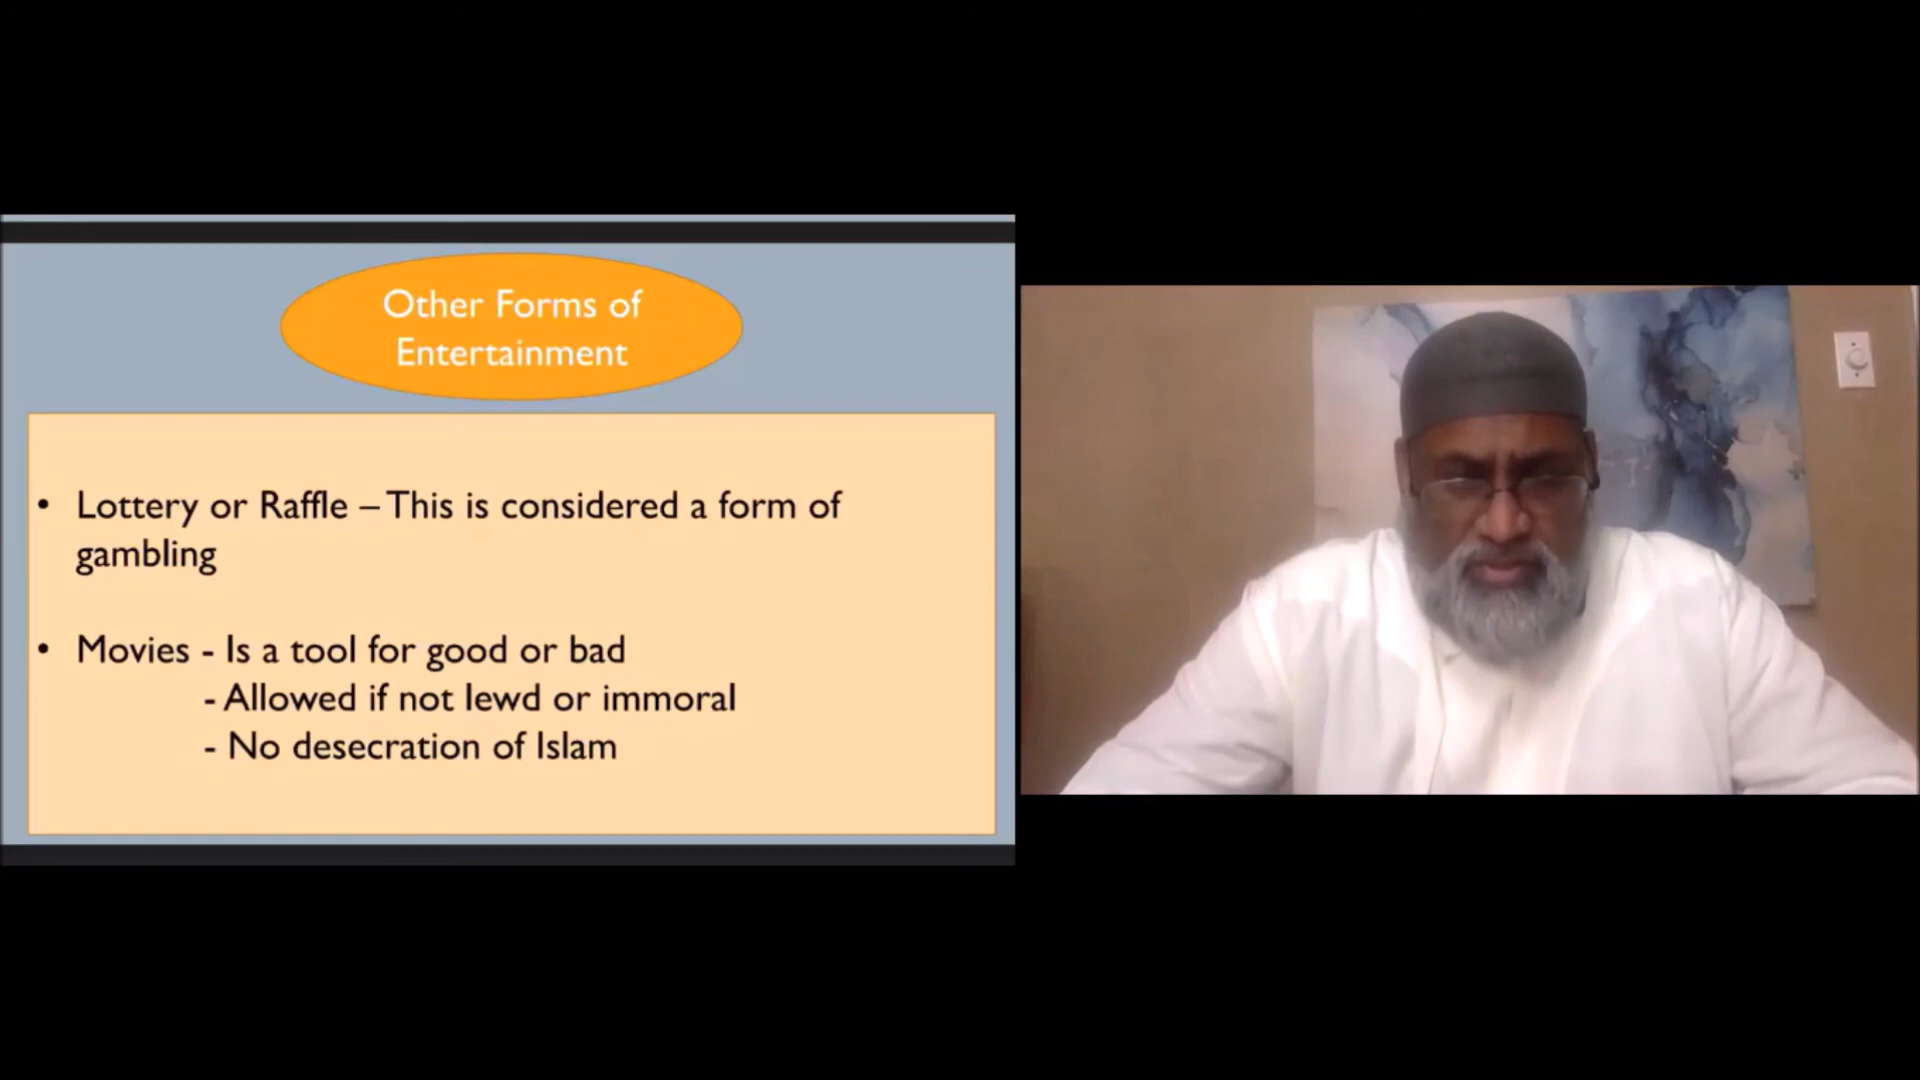 Other Forms of
Entertainment
• Lottery or Raffle – This is considered a form of
gambling
• Movies - Is a tool for good or bad
- Allowed if not lewd or immoral
- No desecration of Islam